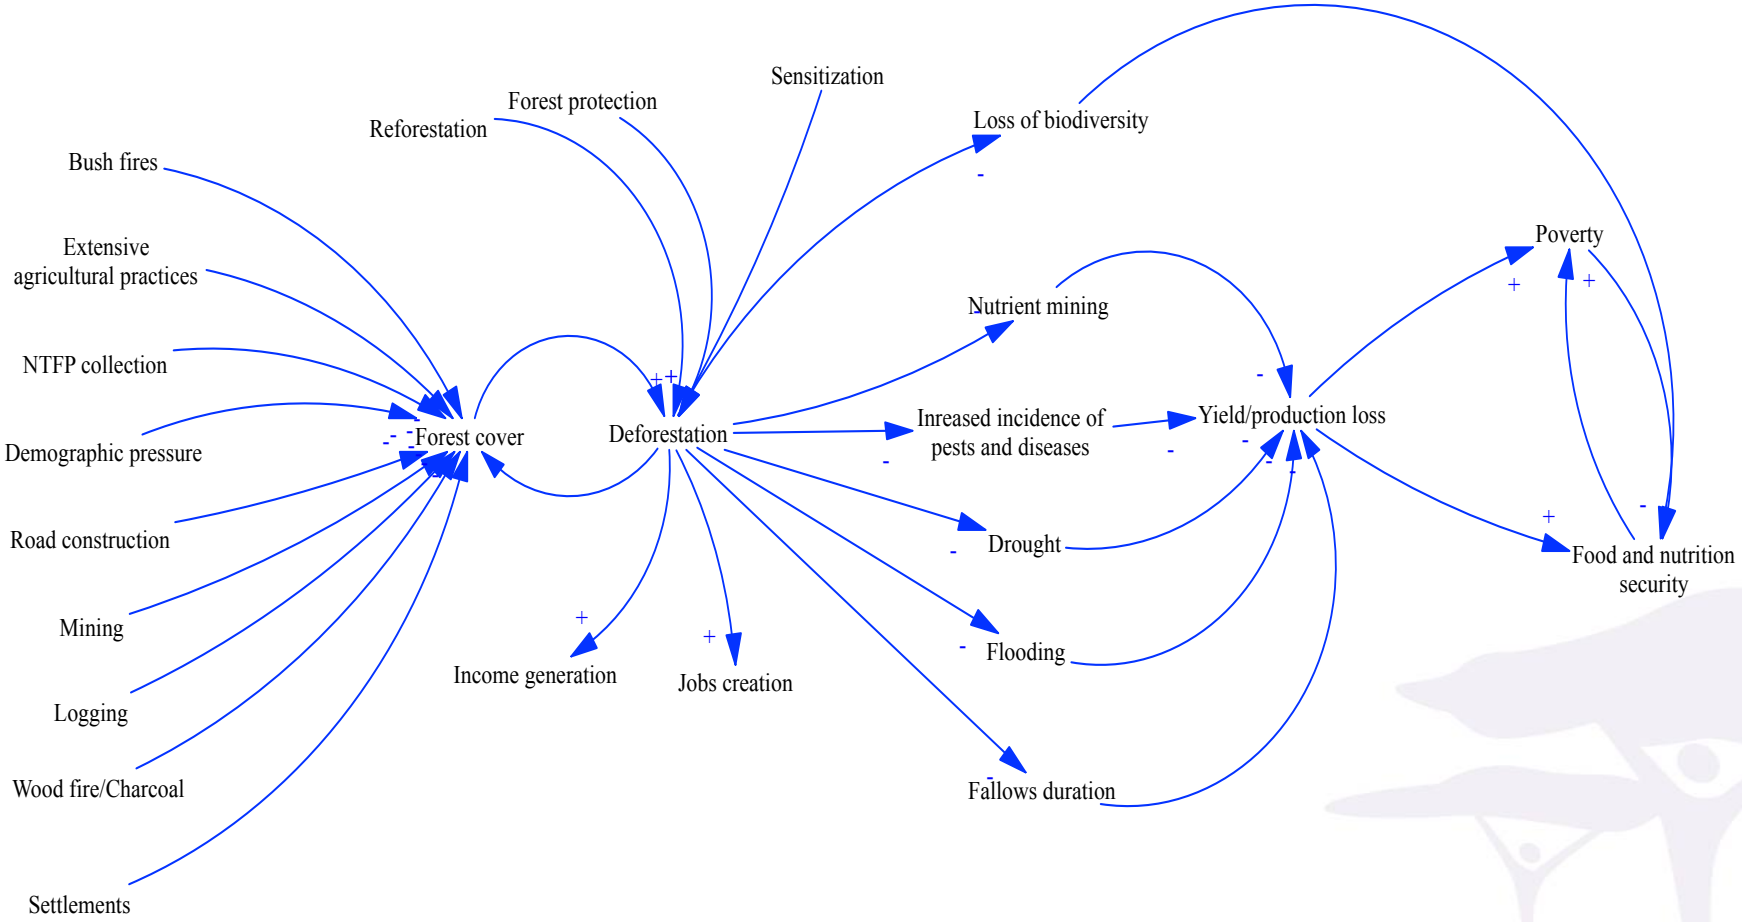 Sensitization
Forest protection
Reforestation
Loss of biodiversity
Bush fires
Extensive
agricultural practices
Poverty
Nutrient mining
NTFP collection
Demographic pressure
Forest cover
Deforestation
Inreased incidence of
pests and diseases
Yield/production loss
Road construction
Drought
Food and nutrition
security
Mining
Flooding
Income generation
Jobs creation
Logging
Wood fire/Charcoal
Fallows duration
Settlements